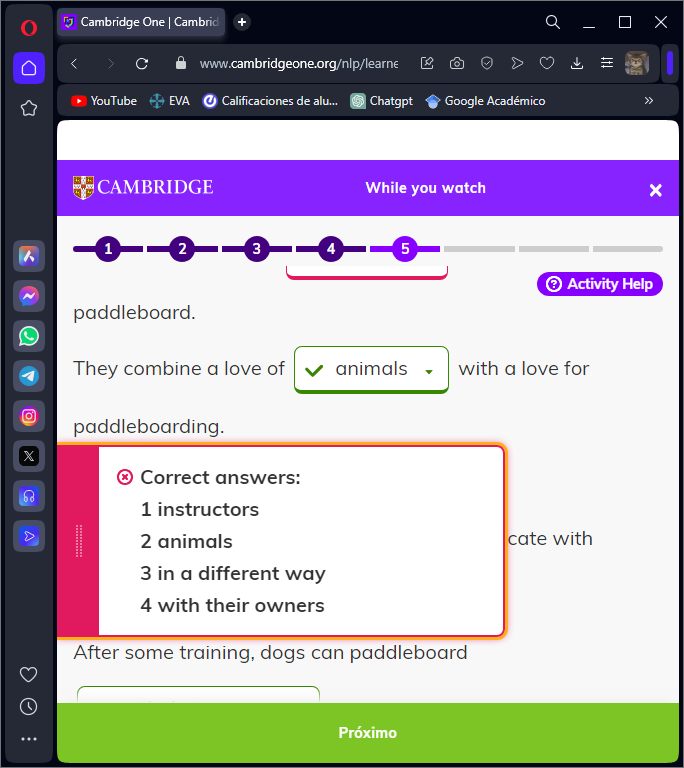 Cambridge One | Cambrid
www.cambridgeone.org/nlp/learne
YouTube
EVA
Calificaciones de alu...
Chatgpt
Google Académico
CAMBRIDGE
While you watch
1
2
3
4
5
Activity Help
paddleboard.
They combine a love of animals with a love for
paddleboarding.
Correct answers:
1 instructors
2 animals
3 in a different way
4 with their owners
cate with
After some training, dogs can paddleboard
Próximo